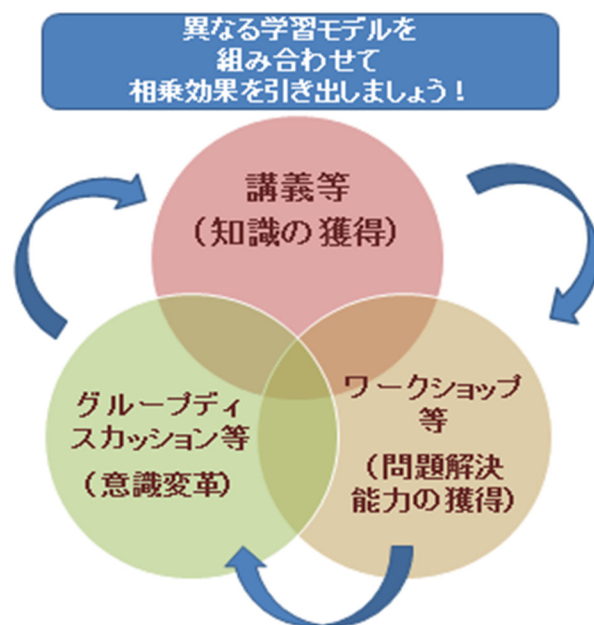 異なる学習モデルを
組み合わせて
相乗効果を引き出しましょう！
講義等
（知識の獲得）
グループディ
スカッション等
（意識変革）
ワークショップ
等
（問題解決
能力の獲得）